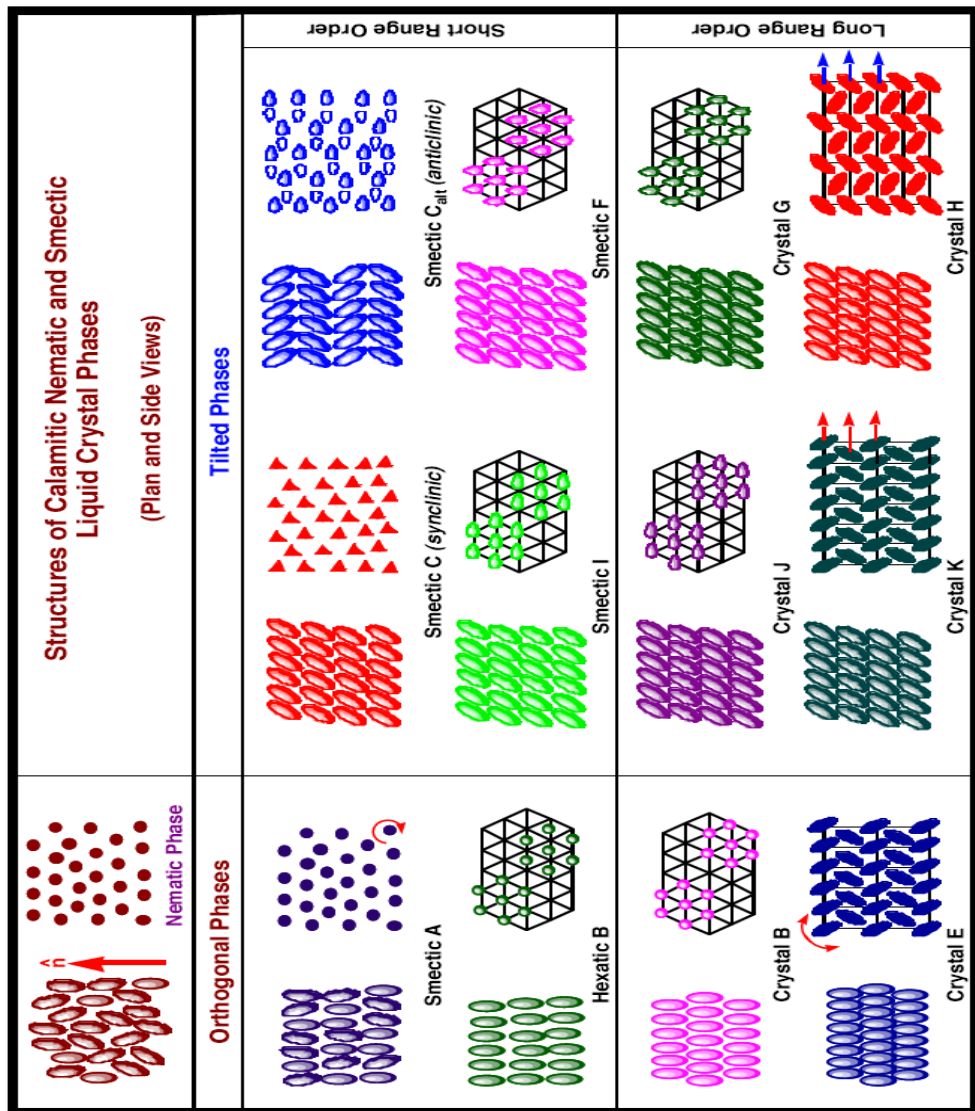 Structures of Calamitic Nematic and Smectic
Liquid Crystal Phases
(Plan and Side Views)
n̂
Nematic Phase
Orthogonal Phases
Tilted Phases
Smectic A
Smectic C (synclinic)
Smectic Calt (anticlinic)
Short Range Order
Hexatic B
Smectic I
Smectic F
Crystal B
Crystal J
Crystal G
Long Range Order
Crystal E
Crystal K
Crystal H